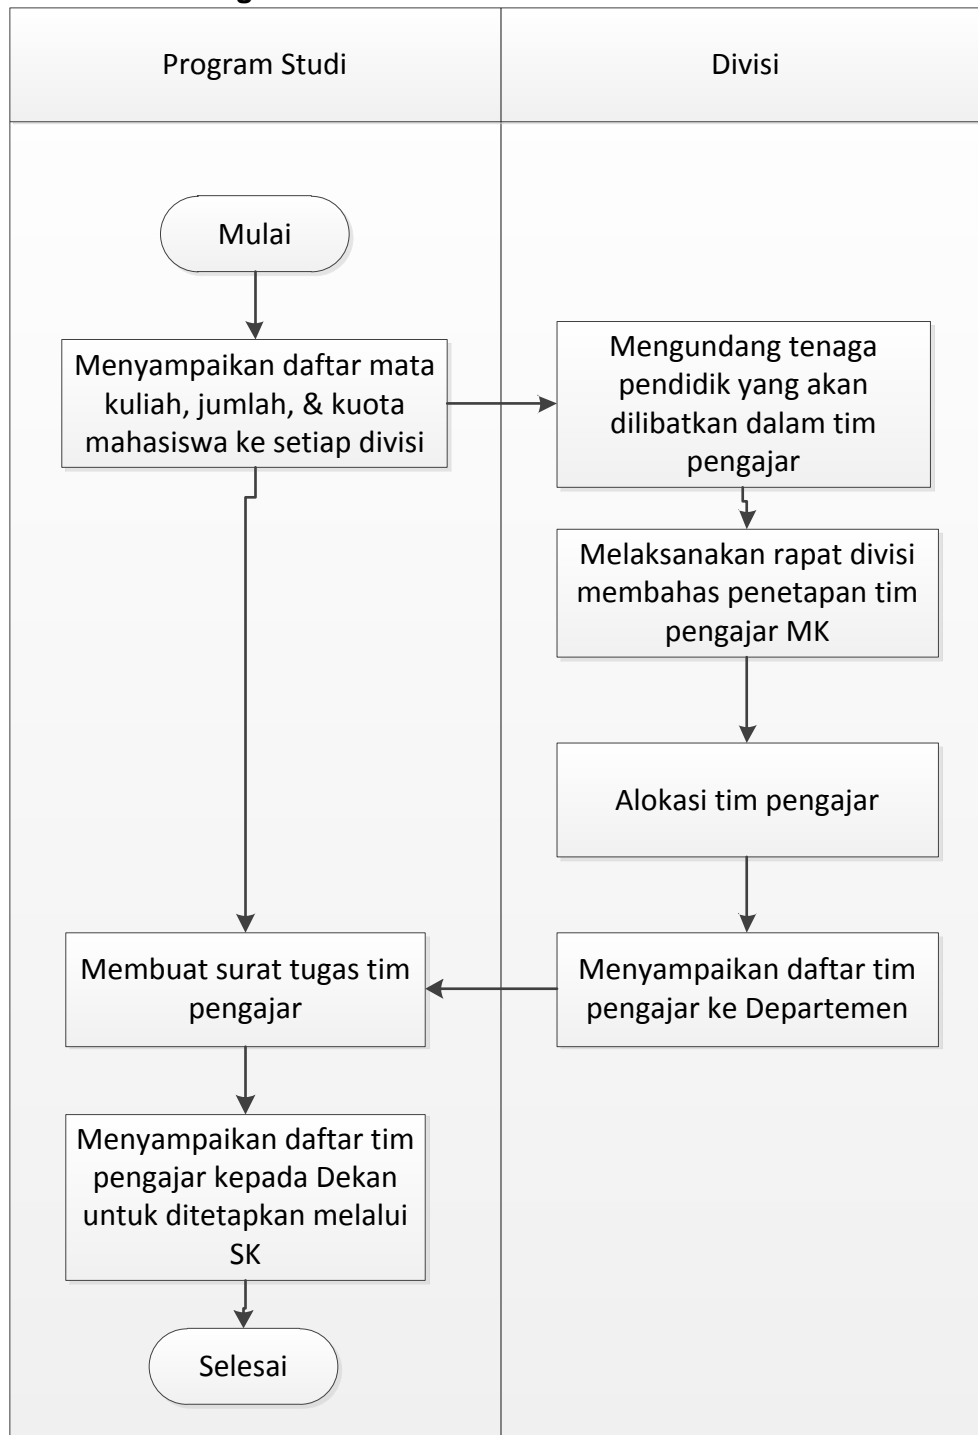 Program Studi
Divisi
Mulai
Menyampaikan daftar mata
kuliah, jumlah, & kuota
mahasiswa ke setiap divisi
Mengundang tenaga
pendidik yang akan
dilibatkan dalam tim
pengajar
Melaksanakan rapat divisi
membahas penetapan tim
pengajar MK
Alokasi tim pengajar
Menyampaikan daftar tim
pengajar ke Departemen
Membuat surat tugas tim
pengajar
Menyampaikan daftar tim
pengajar kepada Dekan
untuk ditetapkan melalui
SK
Selesai